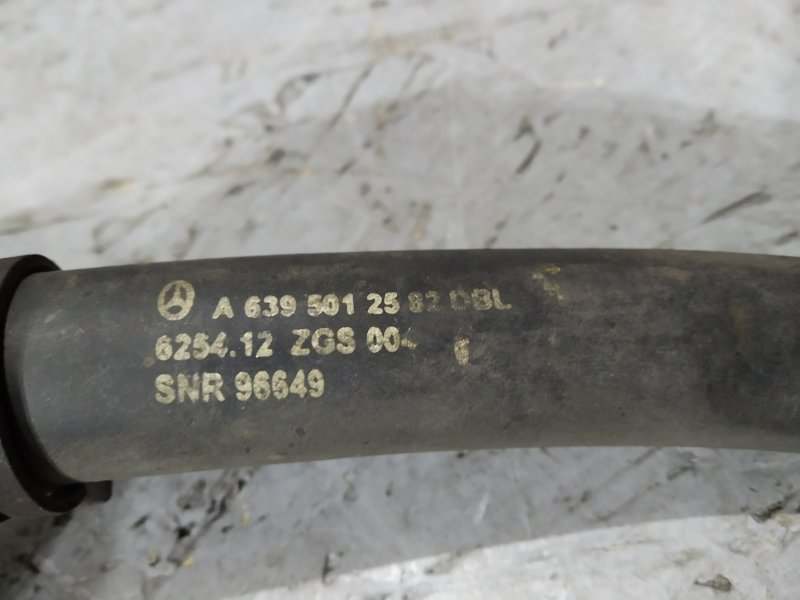 A 639 501 25 82 DBL
6254.12 ZGS 004
SNR 96649